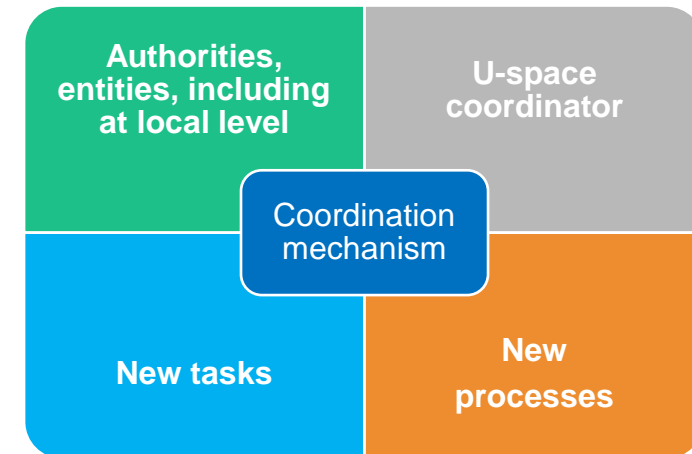 Authorities,
entities, including
at local level
U-space
coordinator
Coordination
mechanism
New tasks
New
processes